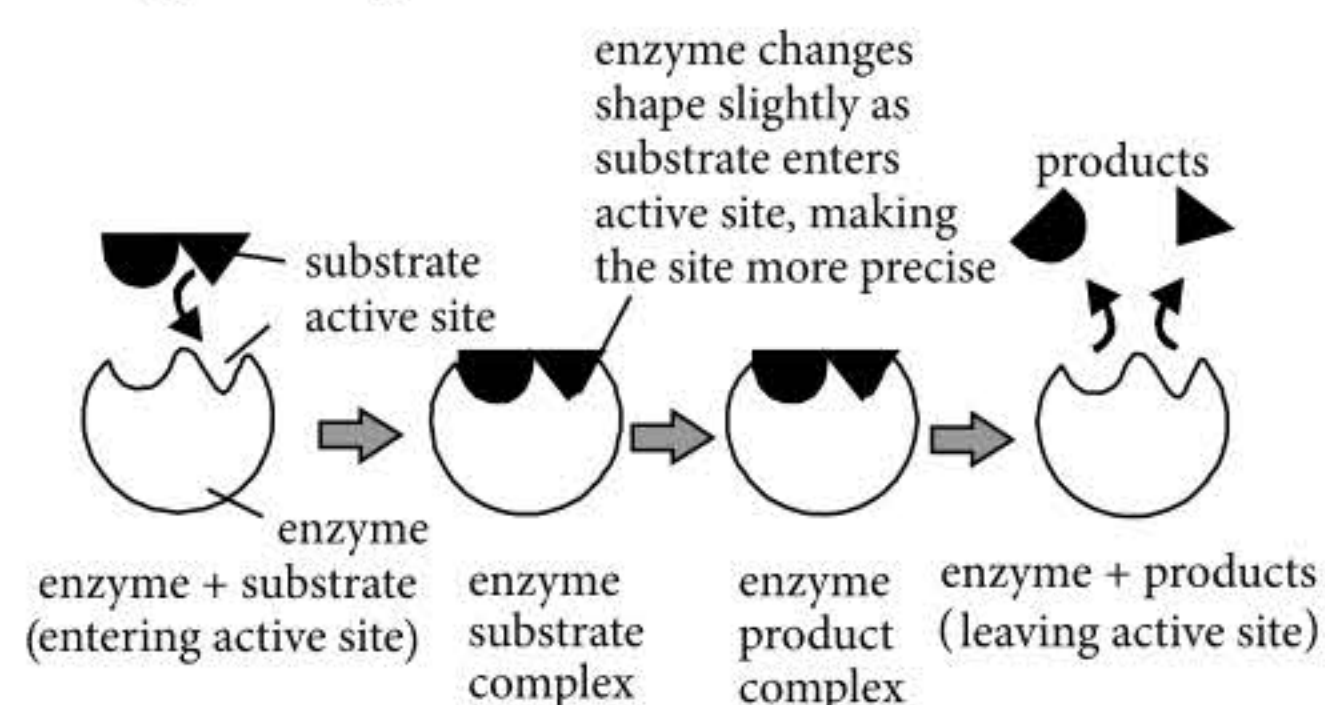 enzyme changes
shape slightly as
substrate enters
active site, making
the site more precise
products
substrate
active site
enzyme
enzyme + substrate
(entering active site)
enzyme
substrate
complex
enzyme
product
complex
enzyme + products
(leaving active site)